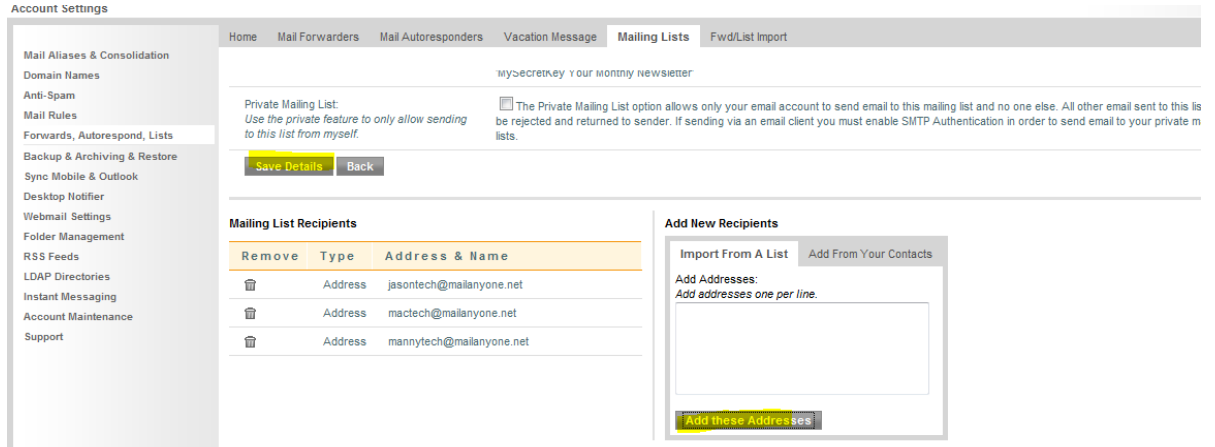 Account Settings
Mail Aliases & Consolidation
Domain Names
Anti-Spam
Mail Rules
Forwards, Autorespond, Lists
Backup & Archiving & Restore
Sync Mobile & Outlook
Desktop Notifier
Webmail Settings
Folder Management
RSS Feeds
LDAP Directories
Instant Messaging
Account Maintenance
Support
Home Mail Forwarders Mail Autoresponders Vacation Message Mailing Lists Fwd/List Import
'MySecretKey Your Monthly Newsletter'
Private Mailing List:
Use the private feature to only allow sending
to this list from myself.
The Private Mailing List option allows only your email account to send email to this mailing list and no one else. All other email sent to this lis
be rejected and returned to sender. If sending via an email client you must enable SMTP Authentication in order to send email to your private m
lists.
Save Details Back
Mailing List Recipients
Remove Type Address & Name
Address jasontech@mailanyone.net
Address mactech@mailanyone.net
Address mannytech@mailanyone.net
Add New Recipients
Import From A List Add From Your Contacts
Add Addresses:
Add addresses one per line.
Add these Addresses